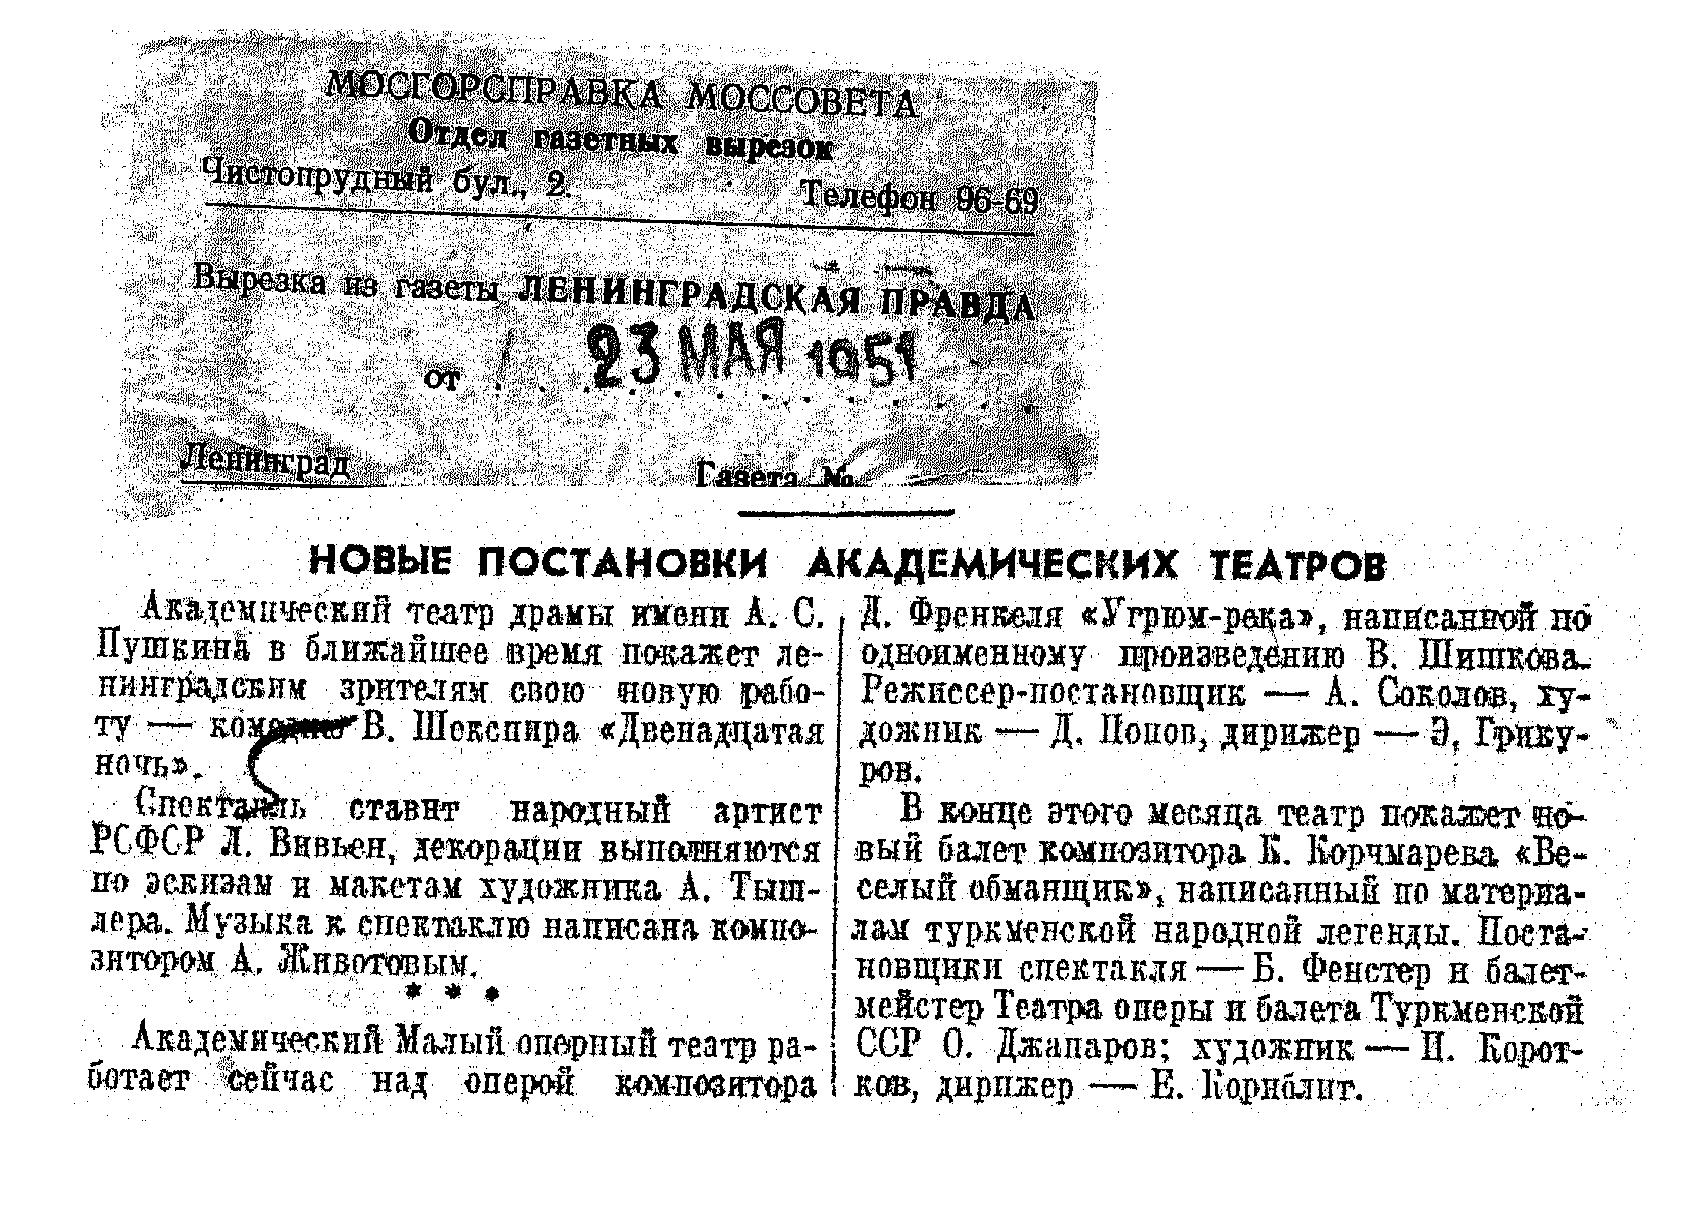 МОСГОРСПРАВКА МОССОВЕТА
Отдел газетных вырезок
Чистопрудный бул., 2. Телефон 96-69
Вырезка из газеты ЛЕНИНГРАДСКАЯ ПРАВДА
от 23 МАЯ 1951
Ленинград Газета №
НОВЫЕ ПОСТАНОВКИ АКАДЕМИЧЕСКИХ ТЕАТРОВ
Академический театр драмы имени А. С.
Пушкина в ближайшее время покажет ле-
нинградским зрителям свою новую рабо-
ту — комедию В. Шекспира «Двенадцатая
ночь».
Спектакль ставит народный артист
РСФСР Л. Вивьен, декорации выполняются
по эскизам и макетам художника А. Тыш-
лера. Музыка к спектаклю написана компо-
зитором А. Животовым.
* * *
Академический Малый оперный театр ра-
ботает сейчас над оперой композитора
Д. Френкеля «Угрюм-река», написанной по
одноименному произведению В. Шишкова.
Режиссер-постановщик — А. Соколов, ху-
дожник — Д. Попов, дирижер — Э. Грику-
ров.
В конце этого месяца театр покажет но-
вый балет композитора К. Корчмарева «Ве-
селый обманщик», написанный по материа-
лам туркменской народной легенды. Поста-
новщики спектакля — Б. Фенстер и балет-
мейстер Театра оперы и балета Туркменской
ССР О. Джапаров; художник — И. Корот-
ков, дирижер — Е. Корнблит.